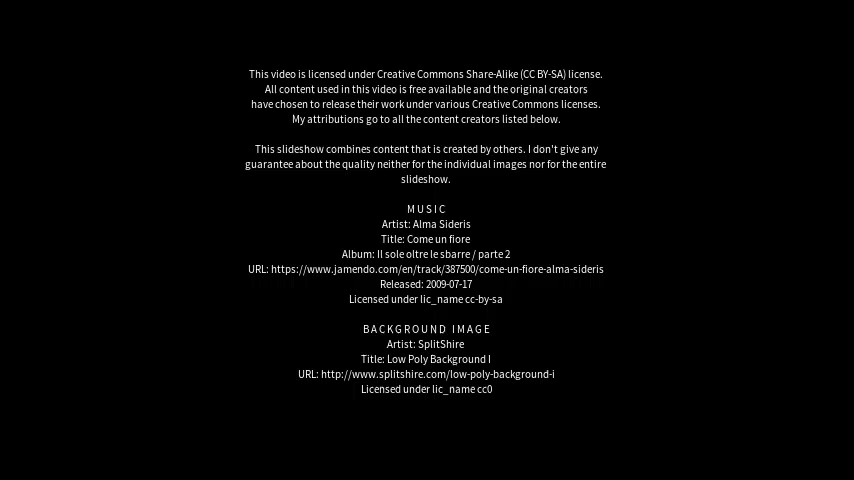 This video is licensed under Creative Commons Share-Alike (CC BY-SA) license.
All content used in this video is free available and the original creators
have chosen to release their work under various Creative Commons licenses.
My attributions go to all the content creators listed below.
This slideshow combines content that is created by others. I don't give any
guarantee about the quality neither for the individual images nor for the entire
slideshow.
MUSIC
Artist: Alma Sideris
Title: Come un fiore
Album: Il sole oltre le sbarre / parte 2
URL: https://www.jamendo.com/en/track/387500/come-un-fiore-alma-sideris
Released: 2009-07-17
Licensed under lic_name cc-by-sa
BACKGROUND IMAGE
Artist: SplitShire
Title: Low Poly Background I
URL: http://www.splitshire.com/low-poly-background-i
Licensed under lic_name cc0